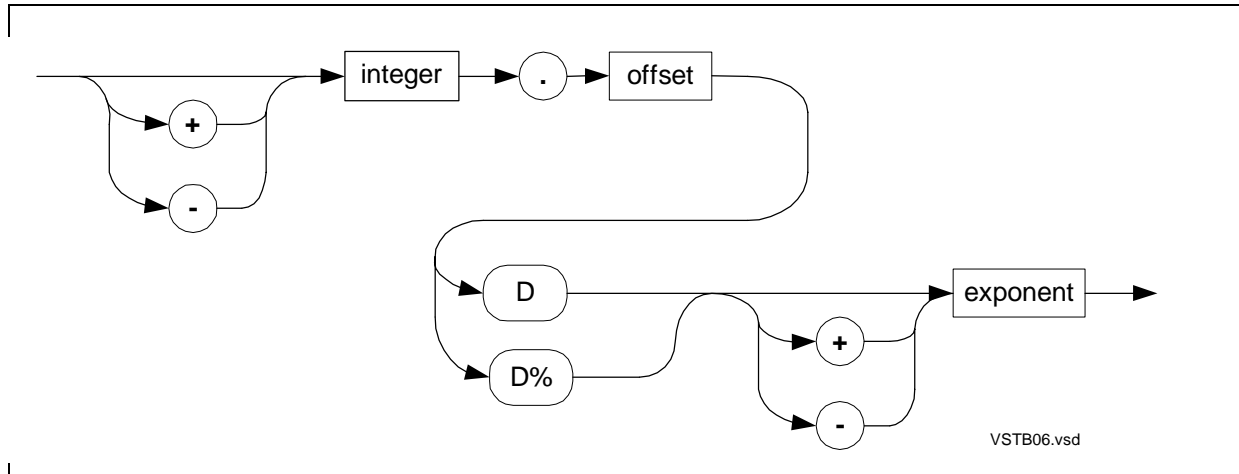 integer . offset
+
-
D
exponent
+
D%
-
VSTB06.vsd